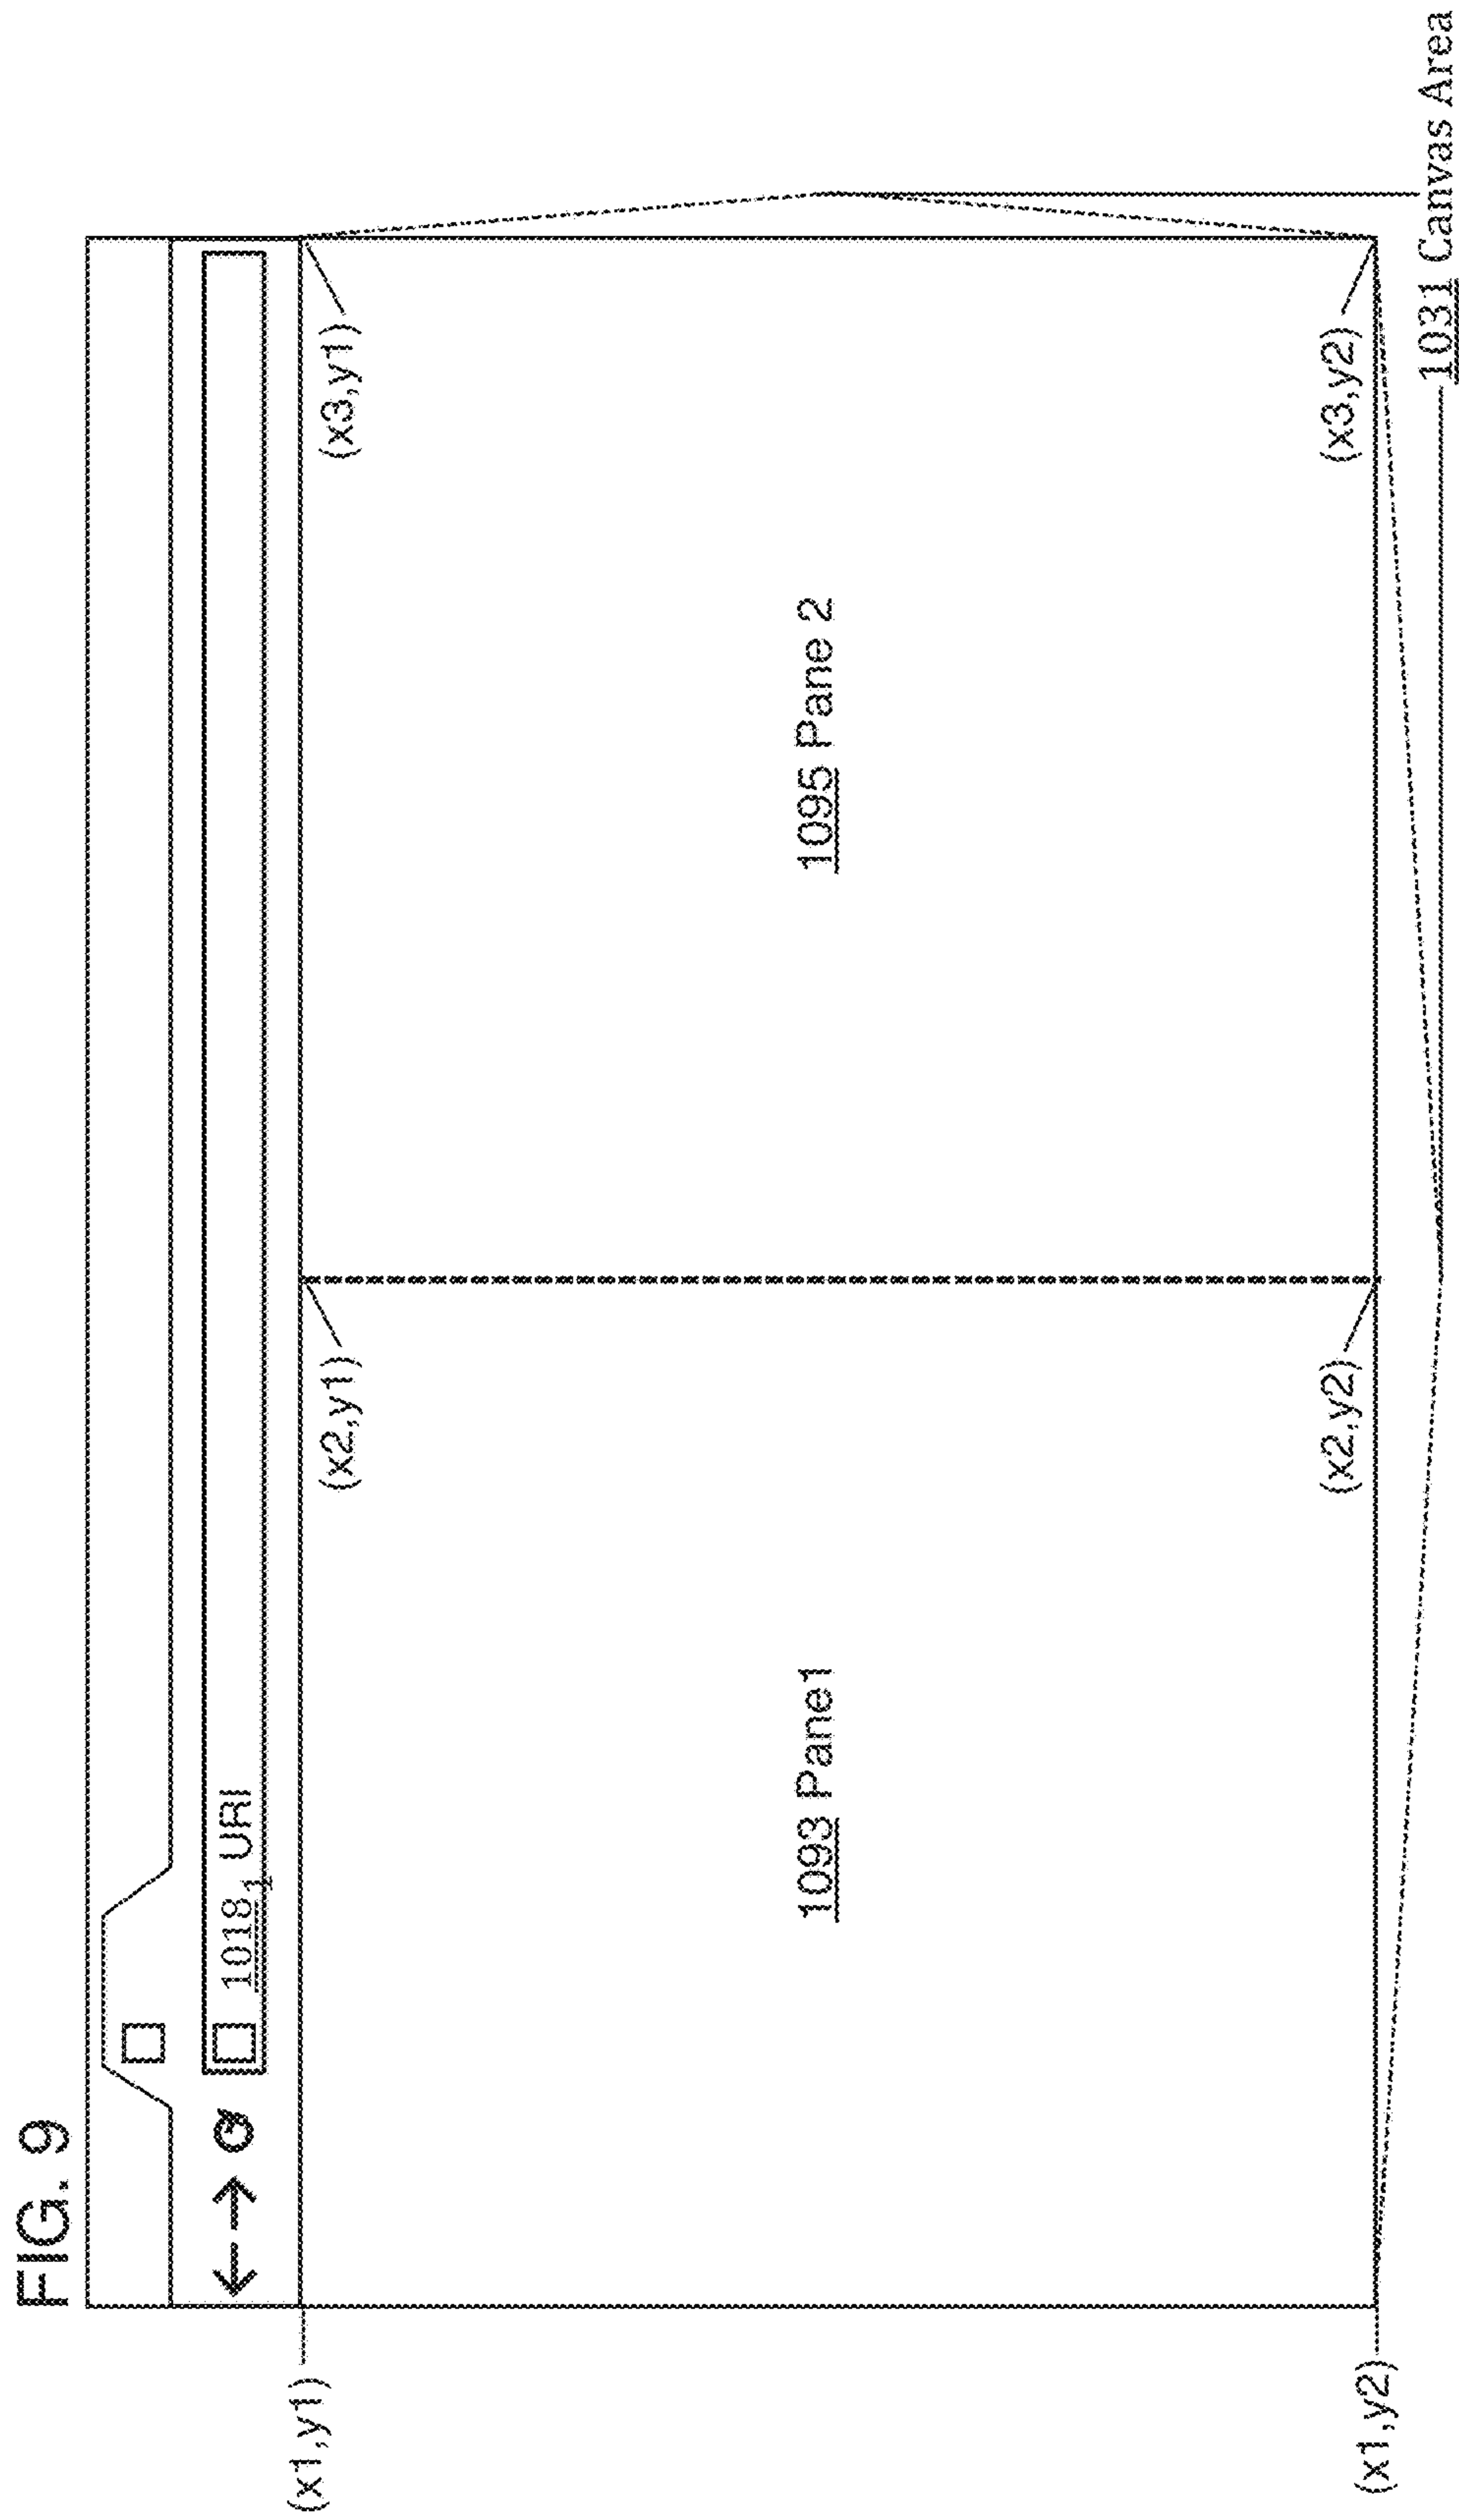 FIG. 9
1018₁ URI
(x1,y1)
(x2,y1)
(x3,y1)
1093 Pane1
1095 Pane 2
(x1,y2)
(x2,y2)
(x3,y2)
1031 Canvas Area